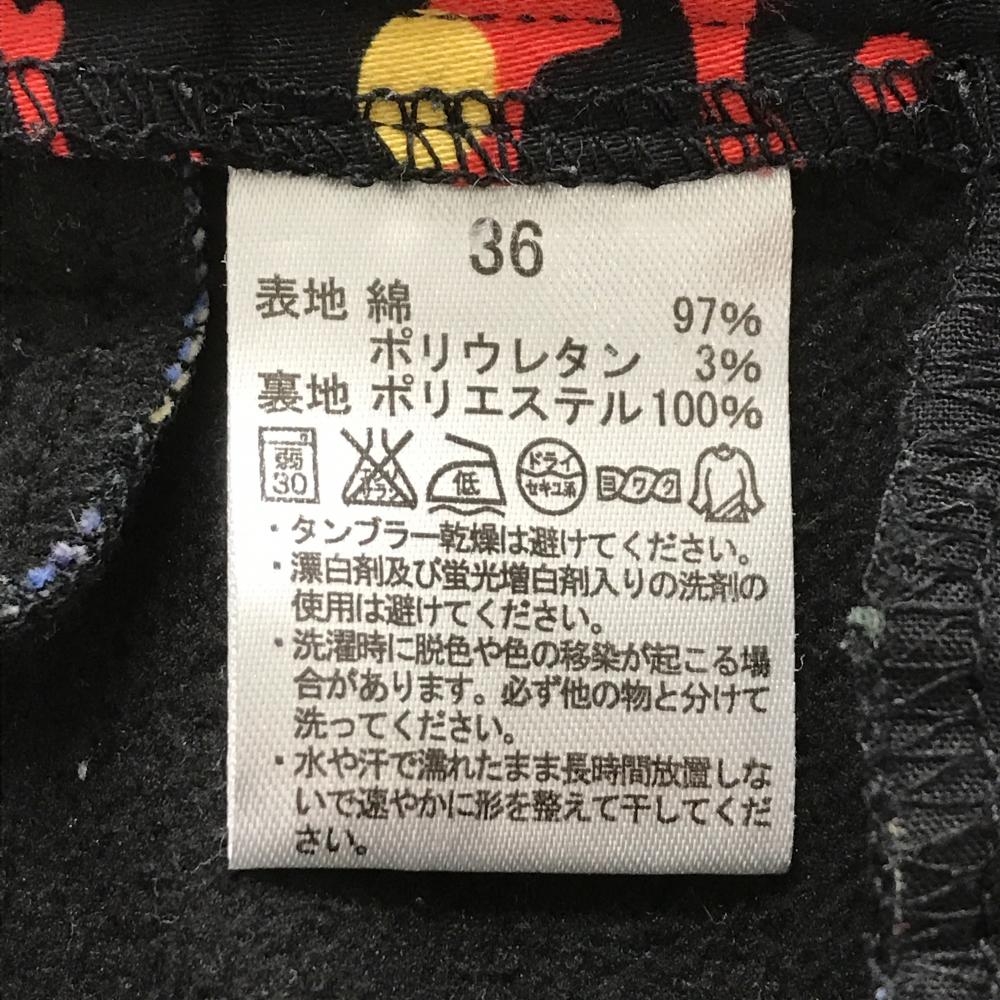 36
表地 綿 97%
ポリウレタン 3%
裏地 ポリエステル 100%
弱 30 低 ドライ セキユ系 ヨワク
・タンブラー乾燥は避けてください。
・漂白剤及び蛍光増白剤入りの洗剤の
使用は避けてください。
・洗濯時に脱色や色の移染が起こる場
合があります。必ず他の物と分けて
洗ってください。
・水や汗で濡れたまま長時間放置しな
いで速やかに形を整えて干してくだ
さい。